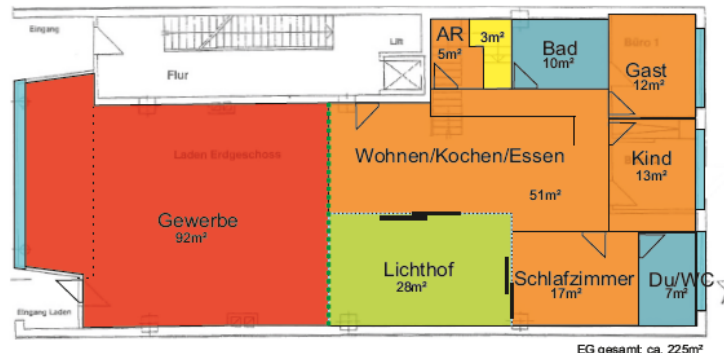 Eingang
Lift
Flur
AR
5m²
3m²
Bad
10m²
Büro 1
Gast
12m²
Laden Erdgeschoss
Wohnen/Kochen/Essen
51m²
Kind
13m²
Gewerbe
92m²
Lichthof
28m²
Schlafzimmer
17m²
Du/WC
7m²
Eingang Laden
EG gesamt: ca. 225m²